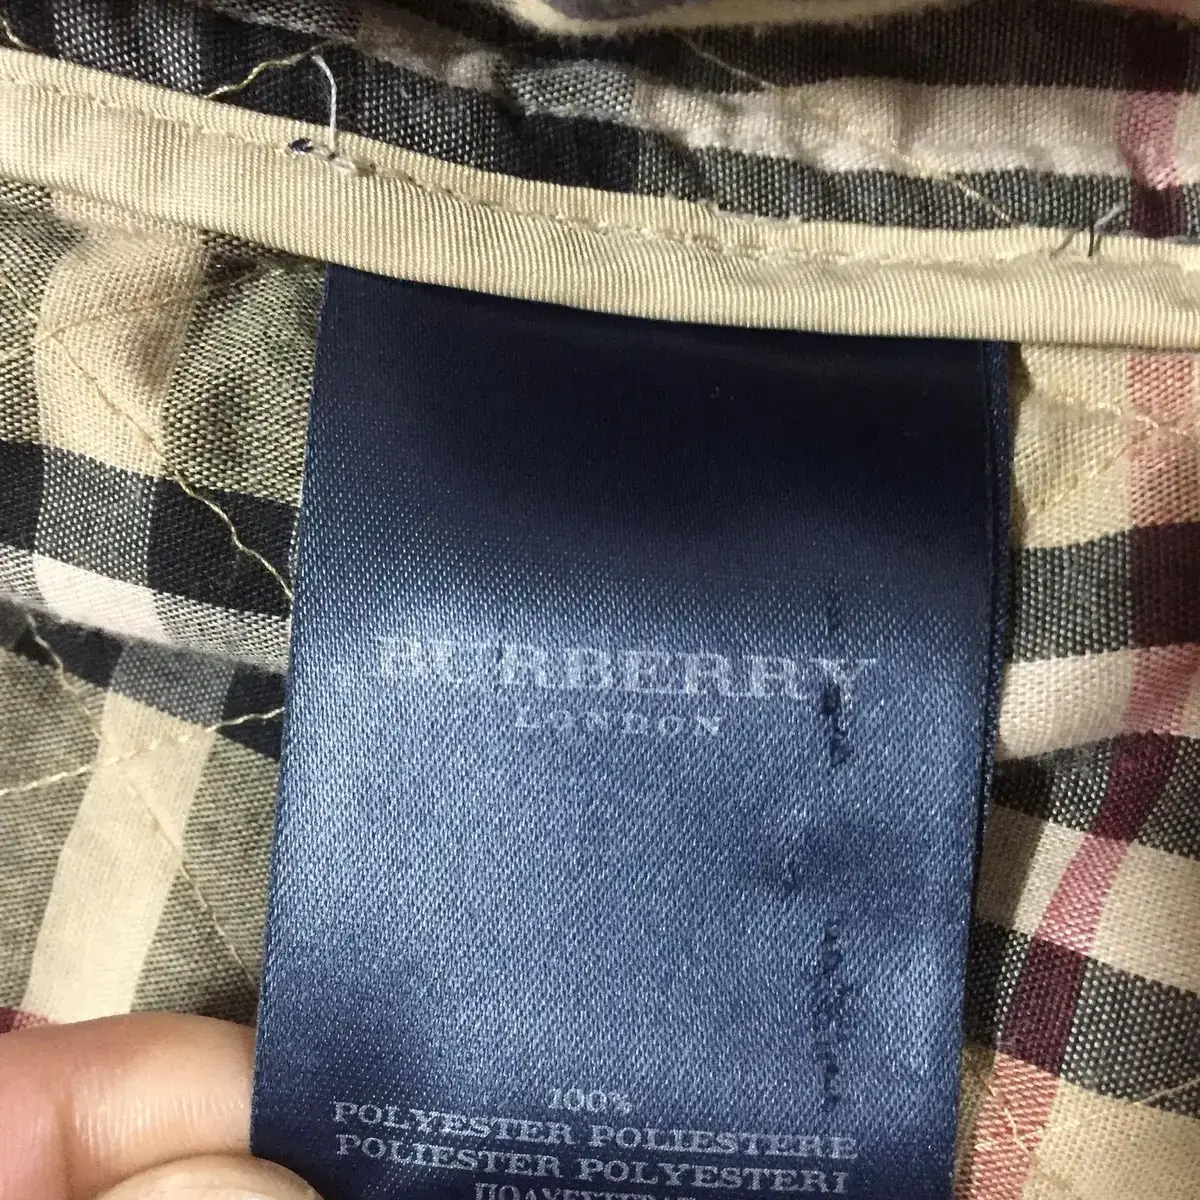 BURBERRY
LONDON
100%
POLYESTER POLIESTERE
POLIESTER POLYESTERI